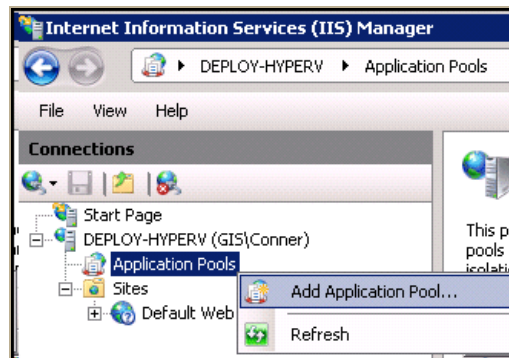 Internet Information Services (IIS) Manager
DEPLOY-HYPERV Application Pools
File View Help
Connections
Start Page
DEPLOY-HYPERV (GIS\Conner)
This p
Application Pools
pools
isolati
Sites
Add Application Pool...
Default Web
Refresh